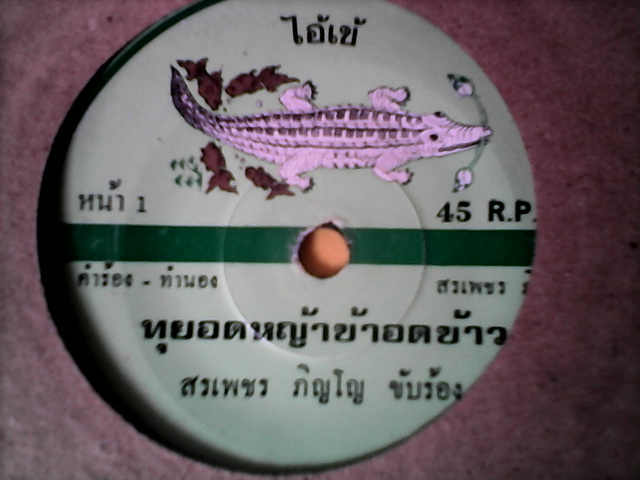 ไอ้เข้
หน้า 1
45 R.P.
คำร้อง - ทำนอง
สรเพชร
ทุยอดหญ้าข้าอดข้าว
สรเพชร ภิญโญ ขับร้อง